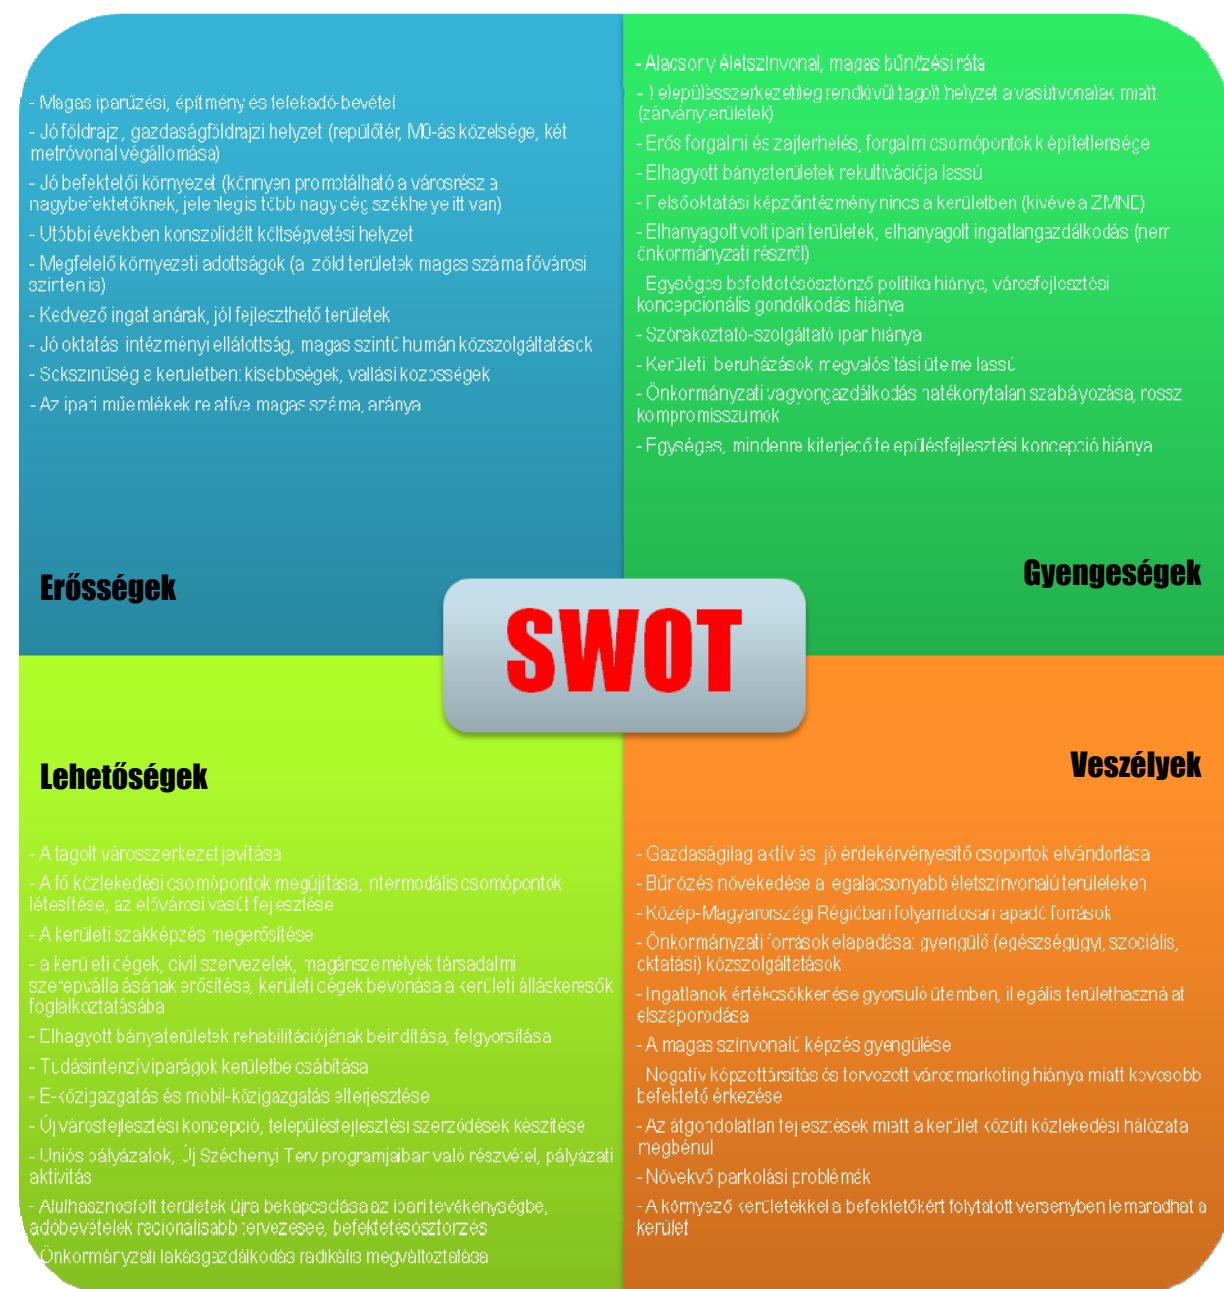 - Magas iparűzési, építmény és telekadó-bevétel
- Jó földrajzi, gazdaságföldrajzi helyzet (repülőtér, M0-ás közelsége, két
metróvonal végállomása)
- Jó befektetői környezet (könnyen promotálható a városrész a
nagybefektetőknek, jelenleg is több nagy cég székhelye itt van)
- Utóbbi években konszolidált költségvetési helyzet
- Megfelelő környezeti adottságok (a zöld területek magas száma fővárosi
szinten is)
- Kedvező ingatlanárak, jól fejleszthető területek
- Jó oktatási intézményi ellátottság, magas szintű humán közszolgáltatások
- Sokszínűség a kerületben: kisebbségek, vallási közösségek
- Az ipari műemlékek relatíve magas száma, aránya
Erősségek
- Alacsony életszínvonal, magas bűnözési ráta
- Településszerkezetileg rendkívül tagolt helyzet a vasútvonalak miatt
(zárványterületek)
- Erős forgalmi és zajterhelés, forgalmi csomópontok kiépítetlensége
- Elhagyott bányaterületek rekultivációja lassú
- Felsőoktatási képzőintézmény nincs a kerületben (kivéve a ZMNE)
- Elhanyagolt volt ipari területek, elhanyagolt ingatlangazdálkodás (nem
önkormányzati részről)
- Egységes befektetésösztönző politika hiánya, városfejlesztési
koncepcionális gondolkodás hiánya
- Szórakoztató-szolgáltató ipar hiánya
- Kerületi beruházások megvalósítási üteme lassú
- Önkormányzati vagyongazdálkodás hatékonytalan szabályozása, rossz
kompromisszumok
- Egységes, mindenre kiterjedő településfejlesztési koncepció hiánya
Gyengeségek
SWOT
Lehetőségek
- A tagolt városszerkezet javítása
- A fő közlekedési csomópontok megújítása, intermodális csomópontok
létesítése, az elővárosi vasút fejlesztése
- A kerületi szakképzés megerősítése
- a kerületi cégek, civil szervezetek, magánszemélyek társadalmi
szerepvállalásának erősítése, kerületi cégek bevonása a kerületi álláskeresők
foglalkoztatásába
- Elhagyott bányaterületek rehabilitációjának beindítása, felgyorsítása
- Tudásintenzív iparágok kerületbe csábítása
- E-közigazgatás és mobil-közigazgatás elterjesztése
- Új városfejlesztési koncepció, településfejlesztési szerződések készítése
- Uniós pályázatok, Új Széchenyi Terv programjaiban való részvétel, pályázati
aktivitás
- Alulhasznosított területek újra bekapcsolása az ipari tevékenységbe,
adóbevételek racionálisabb tervezésee, befektetésösztönzés
- Önkormányzati lakásgazdálkodás radikális megváltoztatása
Veszélyek
- Gazdaságilag aktív és jó érdekérvényesítő csoportok elvándorlása
- Bűnözés növekedése a legalacsonyabb életszínvonalú területeken
- Közép-Magyarországi Régióban folyamatosan apadó források
- Önkormányzati források elapadása: gyengülő (egészségügyi, szociális,
oktatási) közszolgáltatások
- Ingatlanok értékcsökkenése gyorsuló ütemben, illegális területhasználat
elszaporodása
- A magas színvonalú képzés gyengülése
- Negatív képzettársítás és tervezett városmarketing hiánya miatt kevesebb
befektető érkezése
- Az átgondolatlan fejlesztések miatt a kerület közúti közlekedési hálózata
megbénul
- Növekvő parkolási problémák
- A környező kerületekkel a befektetőkért folytatott versenyben lemaradhat a
kerület